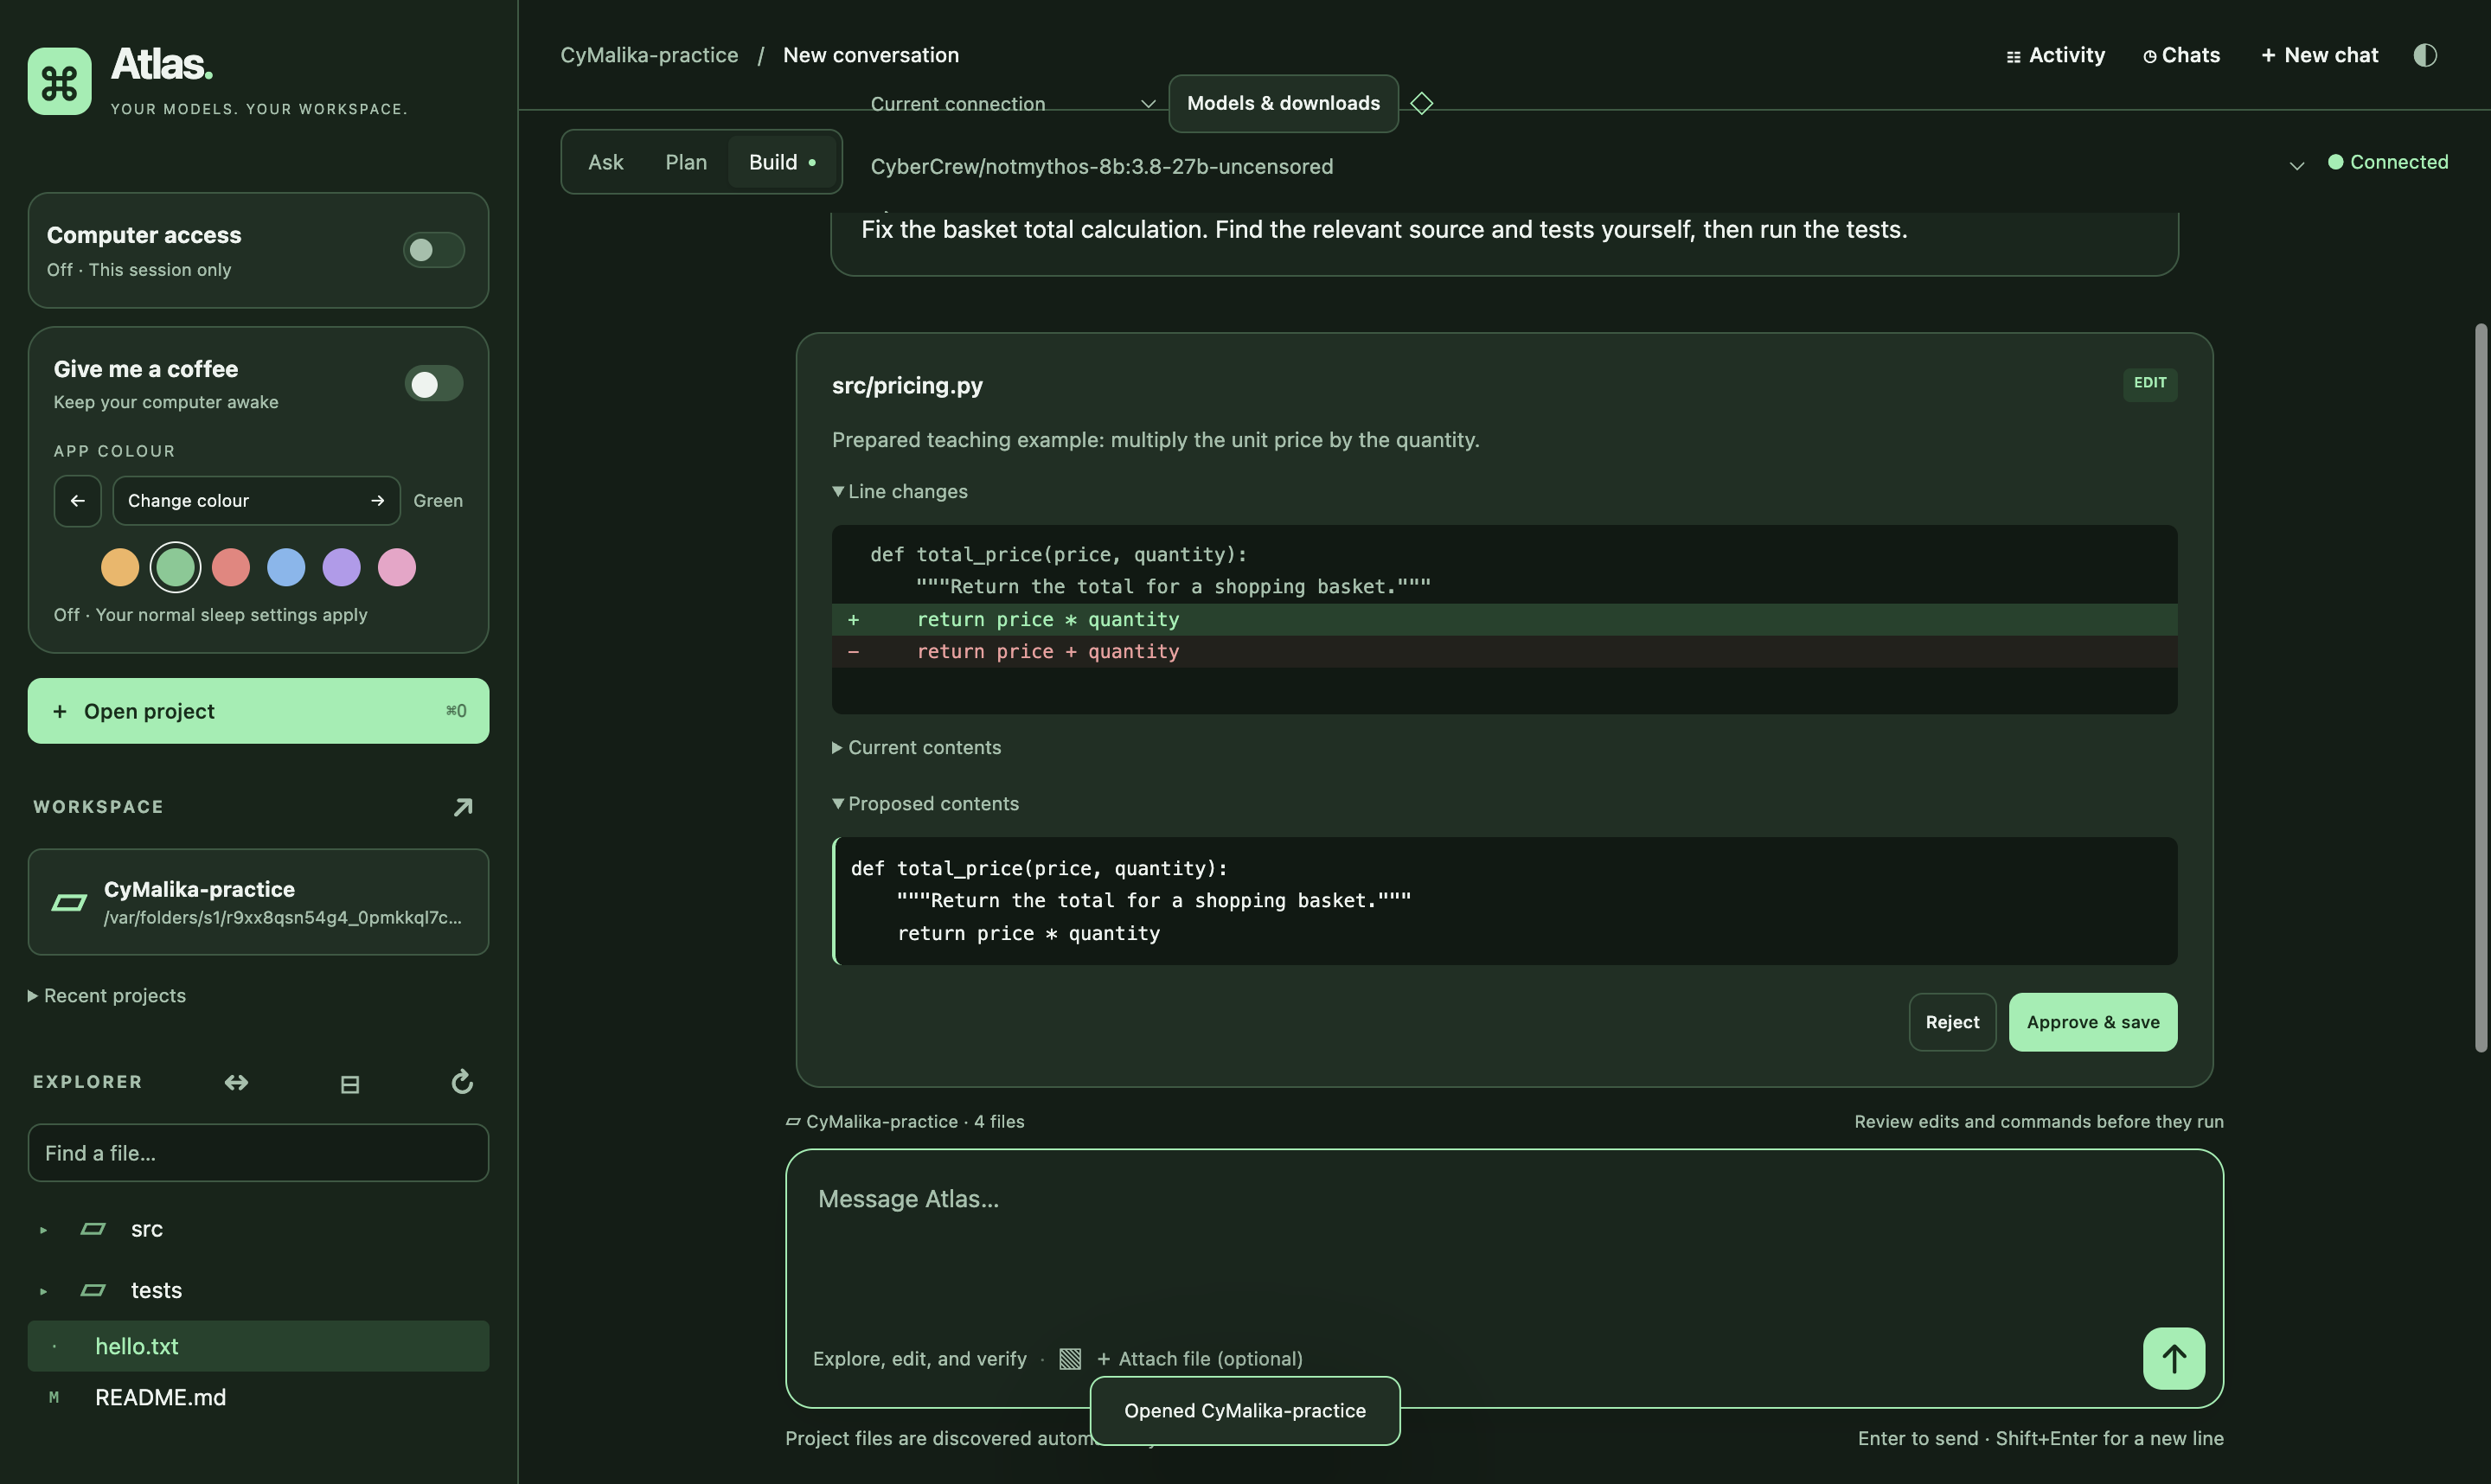 Atlas.
YOUR MODELS. YOUR WORKSPACE.
Computer access
Off · This session only
Give me a coffee
Keep your computer awake
APP COLOUR
← Change colour → Green
Off · Your normal sleep settings apply
+ Open project ⌘O
WORKSPACE
CyMalika-practice
/var/folders/s1/r9xx8qsn54g4_0pmkkql7c...
Recent projects
EXPLORER
Find a file...
src
tests
hello.txt
M README.md
CyMalika-practice / New conversation
Activity Chats + New chat
Current connection Models & downloads
Ask Plan Build
CyberCrew/notmythos-8b:3.8-27b-uncensored
Connected
Fix the basket total calculation. Find the relevant source and tests yourself, then run the tests.
src/pricing.py EDIT
Prepared teaching example: multiply the unit price by the quantity.
Line changes
def total_price(price, quantity):
"""Return the total for a shopping basket."""
+ return price * quantity
− return price + quantity
Current contents
Proposed contents
def total_price(price, quantity):
"""Return the total for a shopping basket."""
return price * quantity
Reject Approve & save
CyMalika-practice · 4 files Review edits and commands before they run
Message Atlas...
Explore, edit, and verify · + Attach file (optional)
Opened CyMalika-practice
Project files are discovered
Enter to send · Shift+Enter for a new line